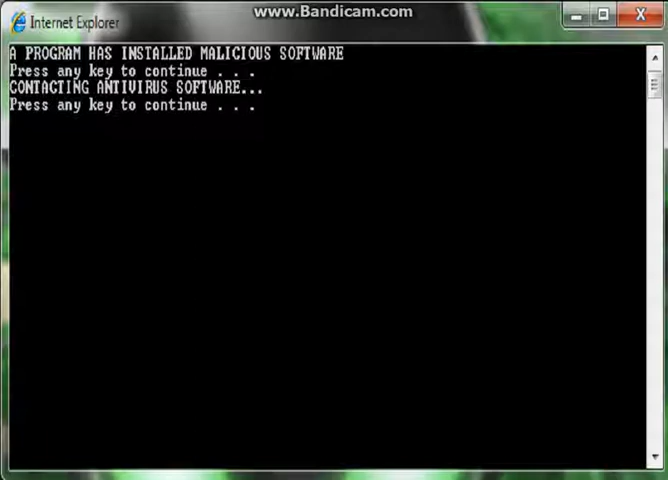 www.Bandicam.com
Internet Explorer
A PROGRAM HAS INSTALLED MALICIOUS SOFTWARE
Press any key to continue . . .
CONTACTING ANTIVIRUS SOFTWARE...
Press any key to continue . . .